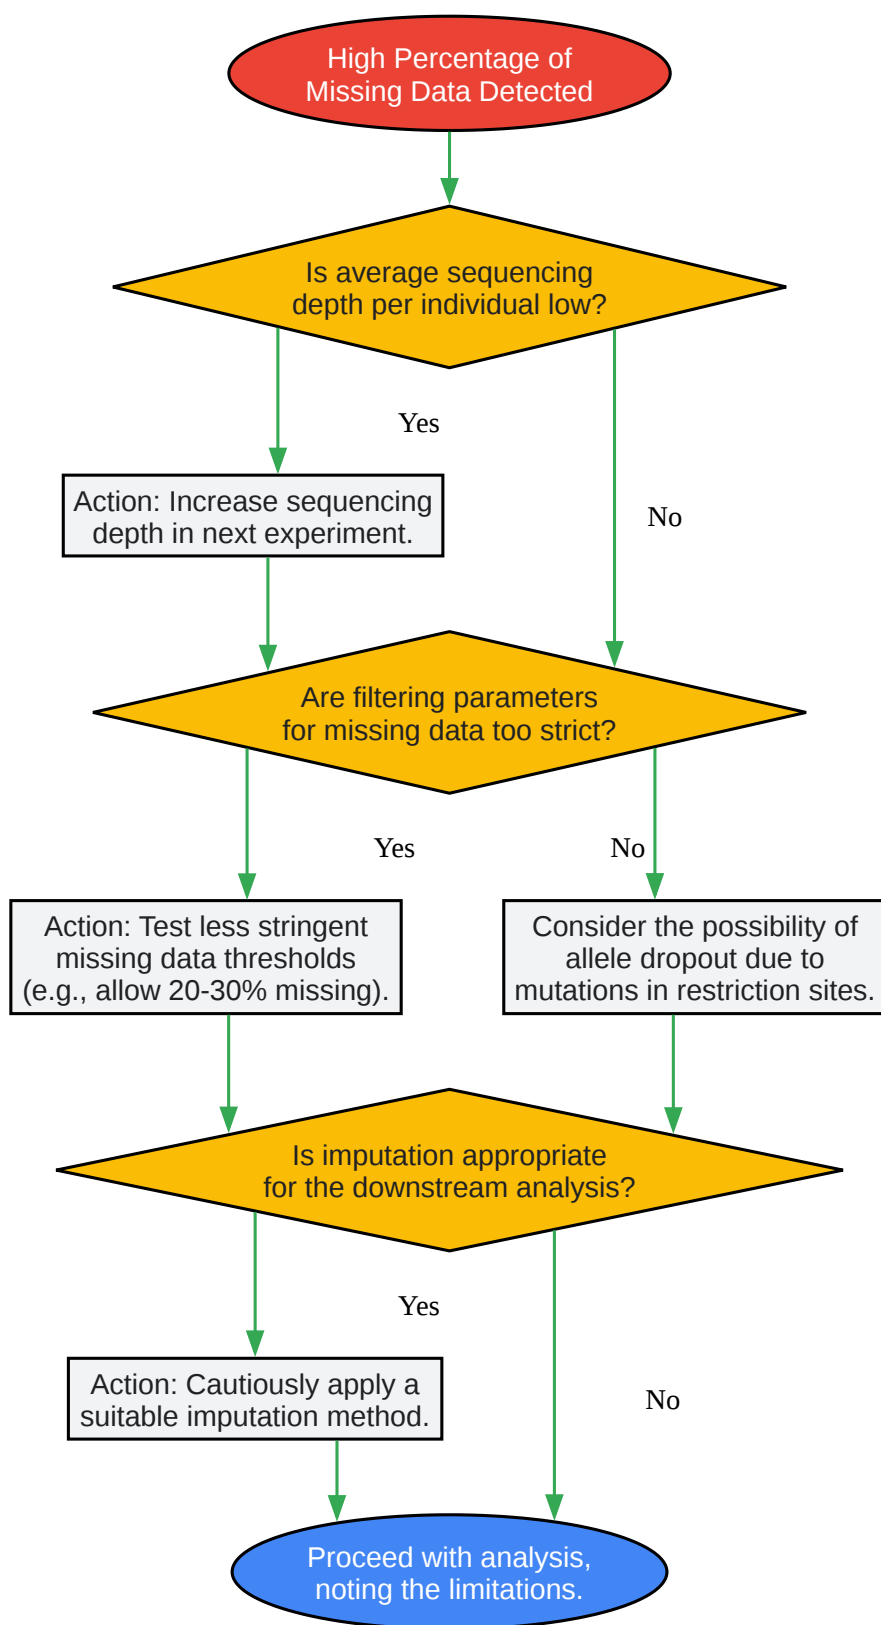 High Percentage of
Missing Data Detected
Is average sequencing
depth per individual low?
Yes
Action: Increase sequencing
depth in next experiment.
No
Are filtering parameters
for missing data too strict?
Yes
No
Action: Test less stringent
missing data thresholds
(e.g., allow 20-30% missing).
Consider the possibility of
allele dropout due to
mutations in restriction sites.
Is imputation appropriate
for the downstream analysis?
Yes
Action: Cautiously apply a
suitable imputation method.
No
Proceed with analysis,
noting the limitations.